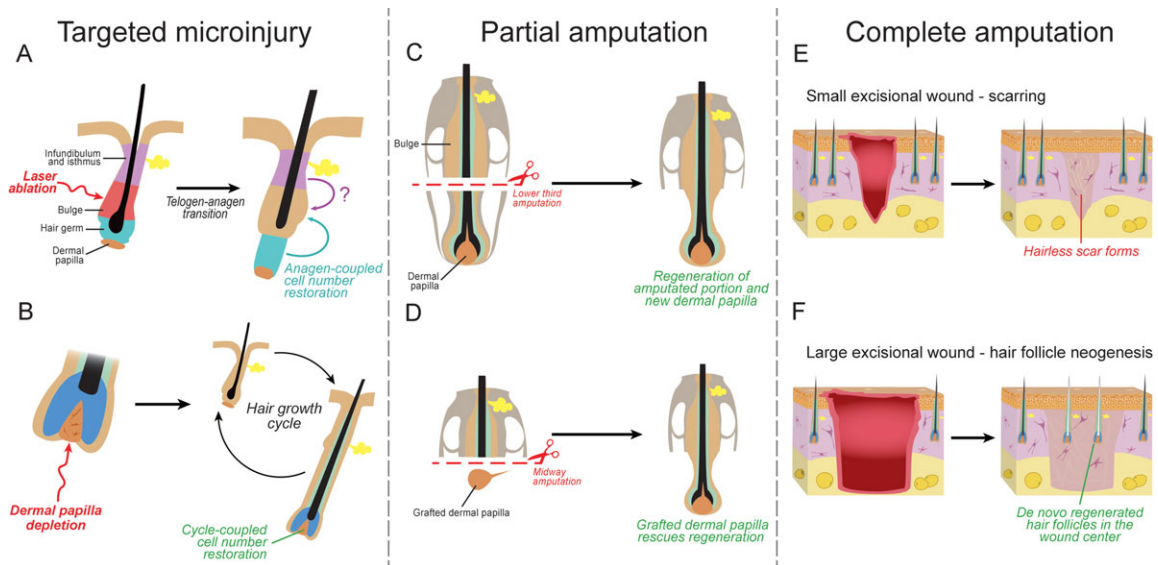 Targeted microinjury
A
Infundibulum
and isthmus
Laser
ablation
Bulge
Hair germ
Dermal
papilla
Telogen-anagen
transition
?
Anagen-coupled
cell number
restoration
B
Dermal papilla
depletion
Hair growth
cycle
Cycle-coupled
cell number
restoration
Partial amputation
C
Bulge
Lower third
amputation
Dermal
papilla
Regeneration of
amputated portion and
new dermal papilla
D
Midway
amputation
Grafted dermal papilla
Grafted dermal papilla
rescues regeneration
Complete amputation
E
Small excisional wound - scarring
Hairless scar forms
F
Large excisional wound - hair follicle neogenesis
De novo regenerated
hair follicles in the
wound center